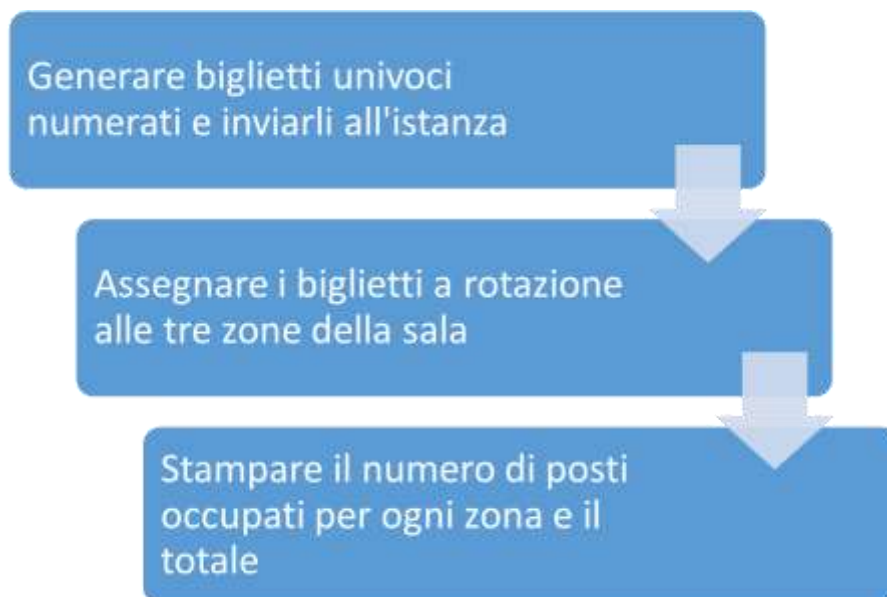 Generare biglietti univoci
numerati e inviarli all'istanza
Assegnare i biglietti a rotazione
alle tre zone della sala
Stampare il numero di posti
occupati per ogni zona e il
totale